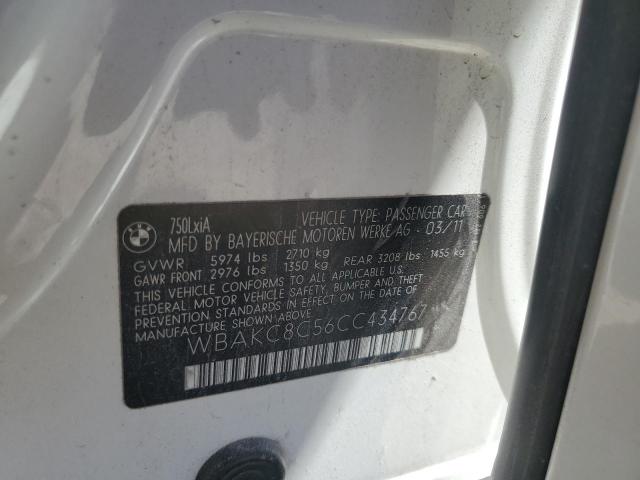 BMW
750LxiA
VEHICLE TYPE: PASSENGER CAR
MFD BY BAYERISCHE MOTOREN WERKE AG - 03/11
GVWR 5974 lbs 2710 kg
GAWR FRONT 2976 lbs 1350 kg REAR 3208 lbs 1455 kg
THIS VEHICLE CONFORMS TO ALL APPLICABLE U.S.
FEDERAL MOTOR VEHICLE SAFETY, BUMPER AND THEFT
PREVENTION STANDARDS IN EFFECT ON THE DATE OF
MANUFACTURE SHOWN ABOVE
WBAKC8C56CC434767